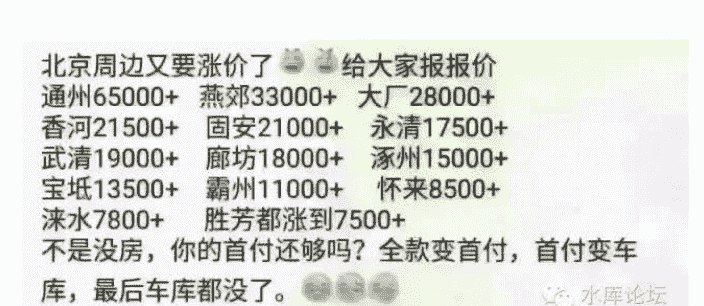 北京周边又要涨价了 给大家报报价
通州65000+ 燕郊33000+ 大厂28000+
香河21500+ 固安21000+ 永清17500+
武清19000+ 廊坊18000+ 涿州15000+
宝坻13500+ 霸州11000+ 怀来8500+
涞水7800+ 胜芳都涨到7500+
不是没房，你的首付还够吗？全款变首付，首付变车
库，最后车库都没了。
水库论坛